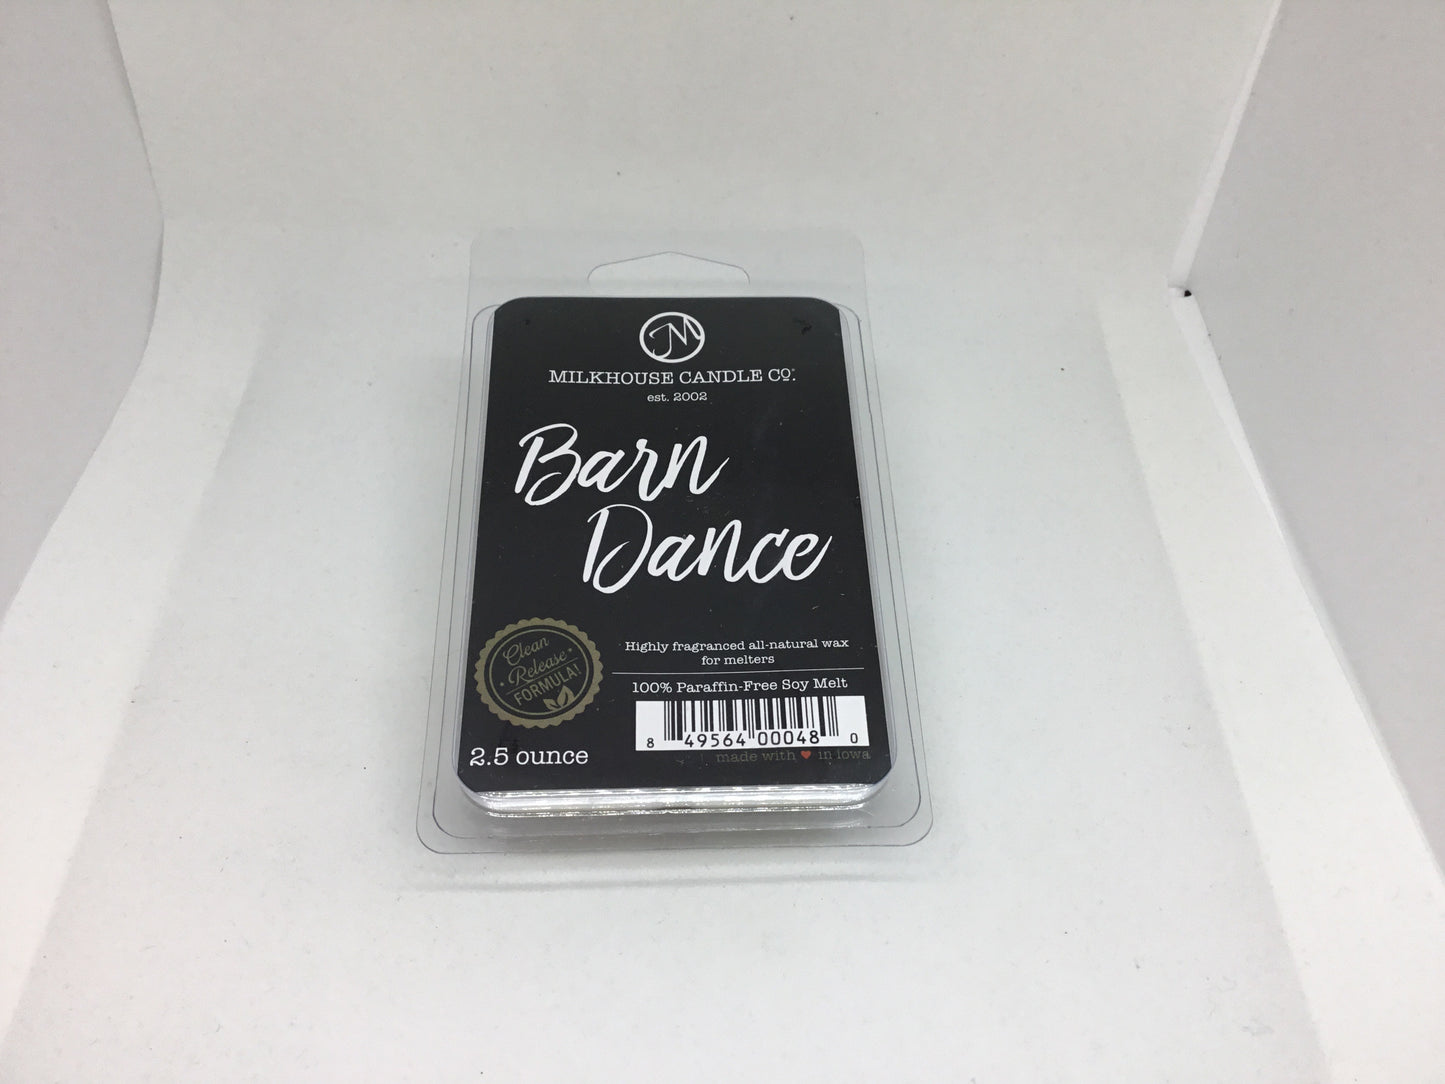 JM
MILKHOUSE CANDLE Co.
est. 2002
Barn
Dance
Highly fragranced all-natural wax
for melters
100% Paraffin-Free Soy Melt
Clean
Release
FORMULA!
8 49564 00048 0
2.5 ounce
made with ♥ in iowa